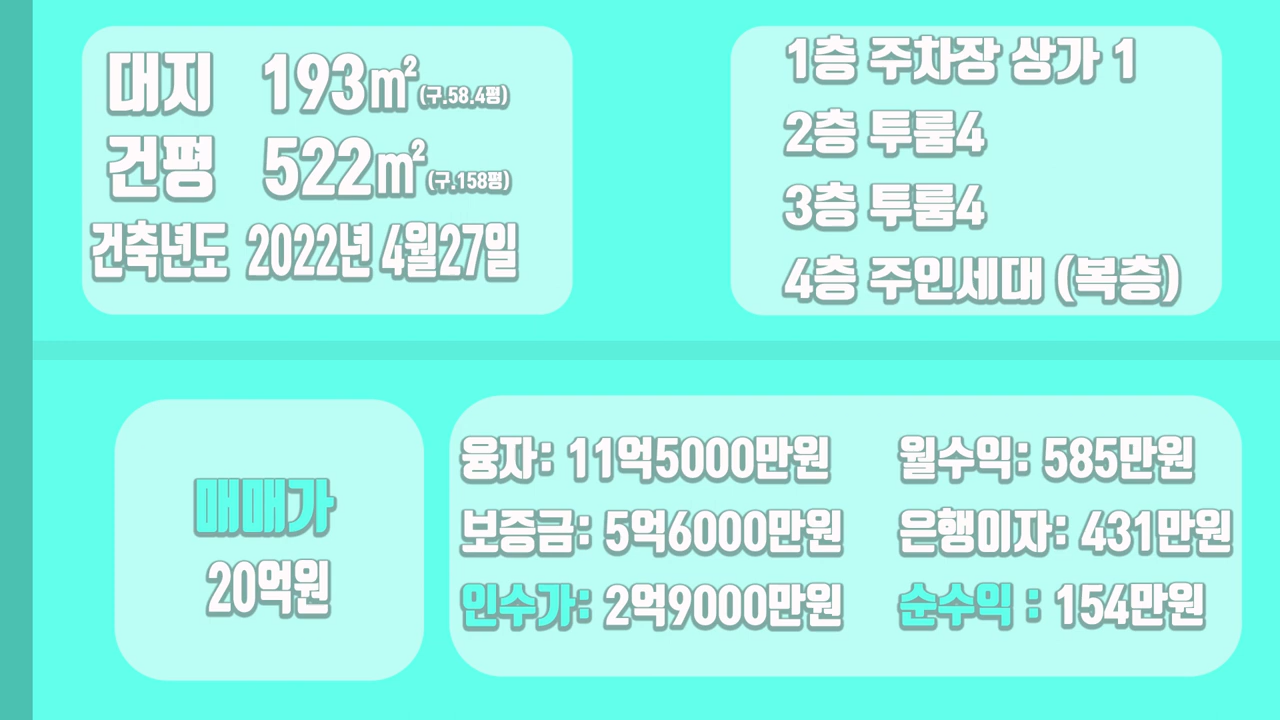 대지 193㎡(구.58.4평)
건평 522㎡(구.158평)
건축년도 2022년 4월27일
1층 주차장 상가 1
2층 투룸4
3층 투룸4
4층 주인세대 (복층)
매매가
20억원
융자: 11억5000만원
보증금: 5억6000만원
인수가: 2억9000만원
월수익: 585만원
은행이자: 431만원
순수익 : 154만원